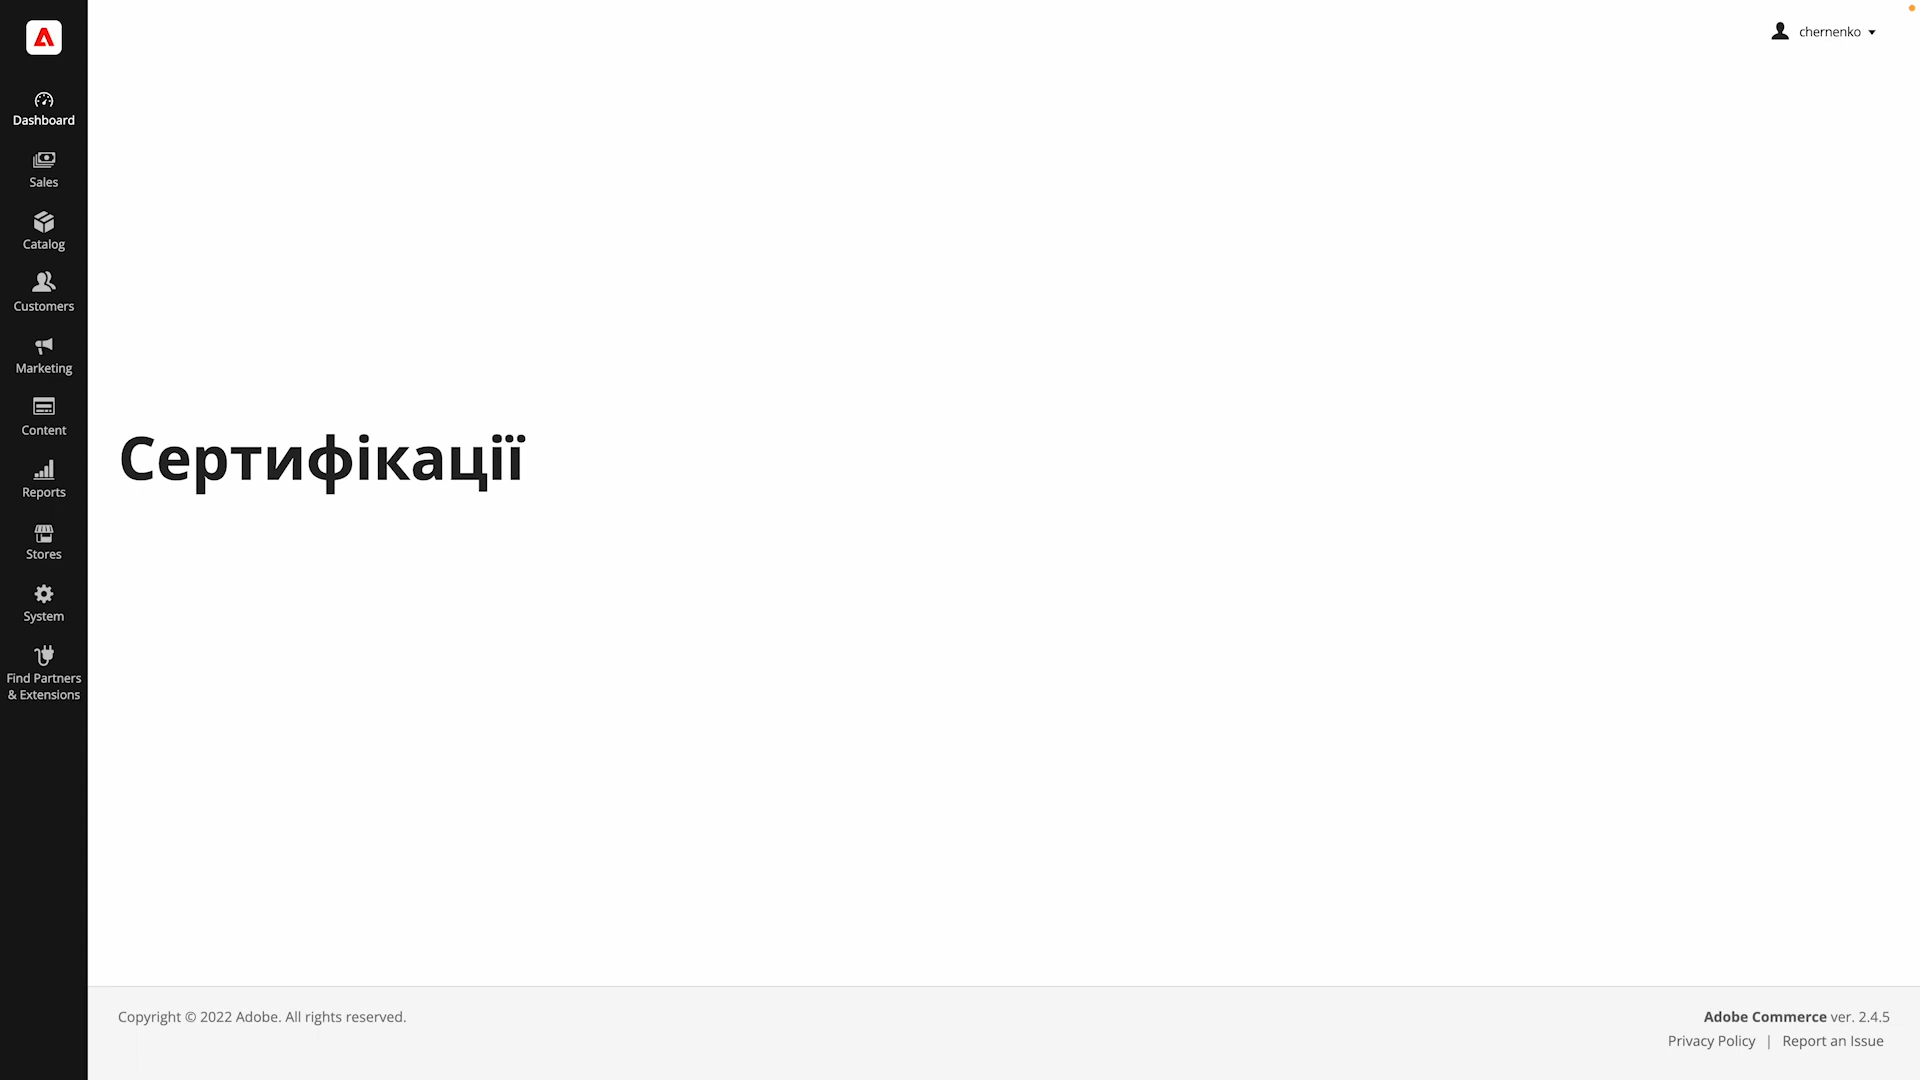 chernenko
Dashboard
Sales
Catalog
Customers
Marketing
Content
Reports
Stores
System
Find Partners
& Extensions
Сертифікації
Copyright © 2022 Adobe. All rights reserved.
Adobe Commerce ver. 2.4.5
Privacy Policy | Report an Issue